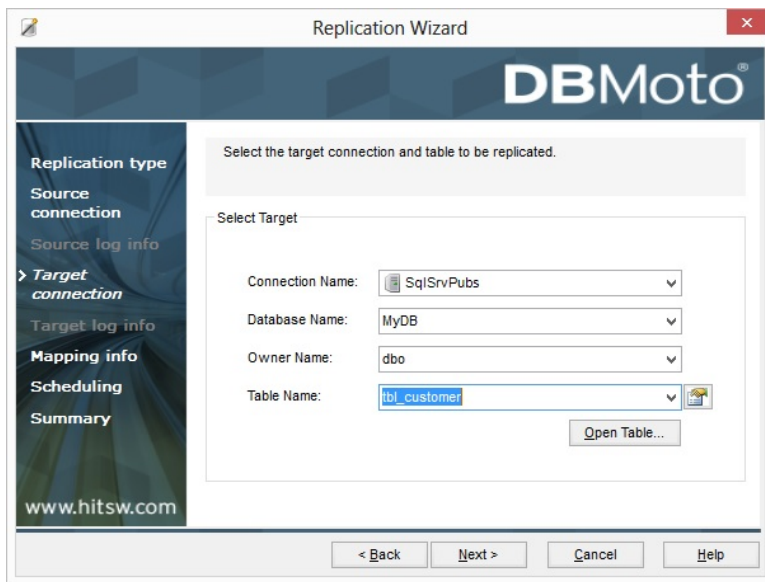 Replication Wizard
DBMoto®
Replication type
Source
connection
Source log info
Target
connection
Target log info
Mapping info
Scheduling
Summary
www.hitsw.com
Select the target connection and table to be replicated.
Select Target
Connection Name: SqlSrvPubs
Database Name: MyDB
Owner Name: dbo
Table Name: tbl_customer
Open Table...
< Back Next > Cancel Help